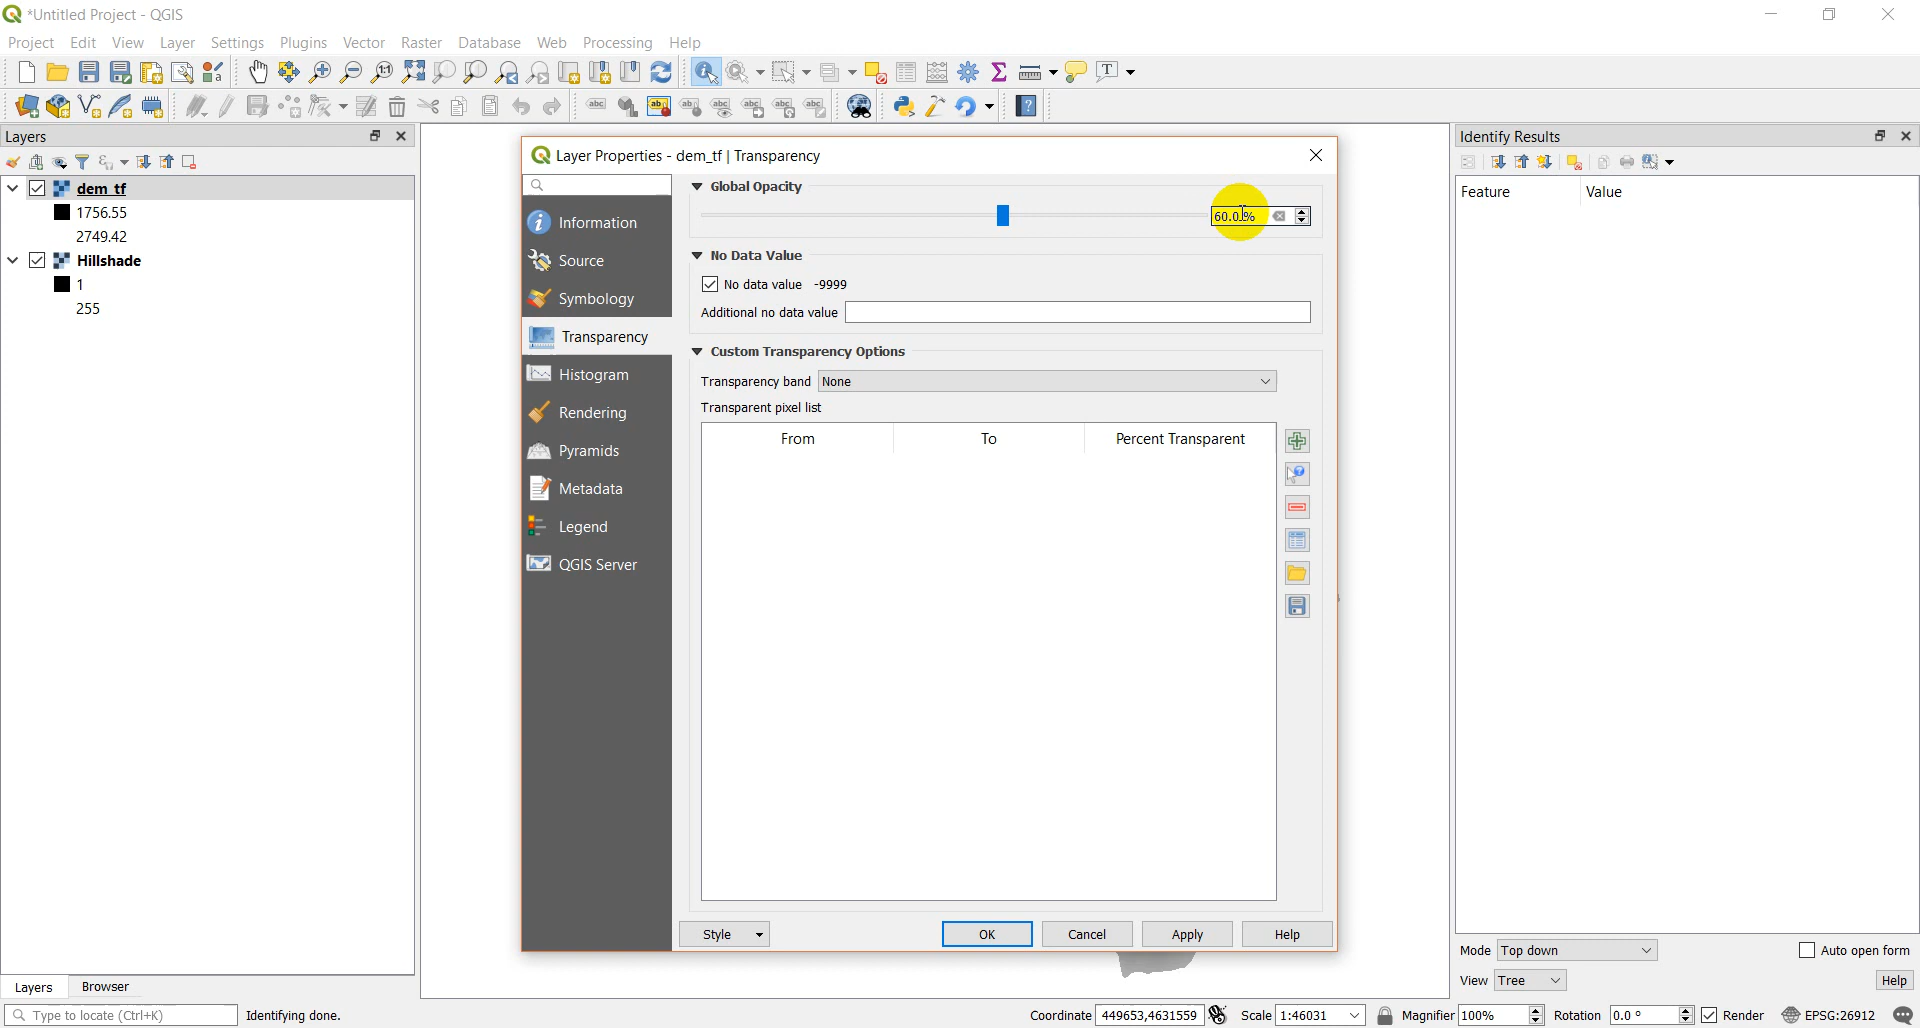 *Untitled Project - QGIS
Project Edit View Layer Settings Plugins Vector Raster Database Web Processing Help
Layers
dem_tf
1756.55
2749.42
Hillshade
1
255
Layers Browser
Layer Properties - dem_tf | Transparency
Information
Source
Symbology
Transparency
Histogram
Rendering
Pyramids
Metadata
Legend
QGIS Server
Global Opacity
60.0%
No Data Value
No data value -9999
Additional no data value
Custom Transparency Options
Transparency band None
Transparent pixel list
From To Percent Transparent
Style OK Cancel Apply Help
Identify Results
Feature Value
Mode Top down Auto open form
View Tree Help
Type to locate (Ctrl+K) Identifying done. Coordinate 449653,4631559 Scale 1:46031 Magnifier 100% Rotation 0.0 ° Render EPSG:26912